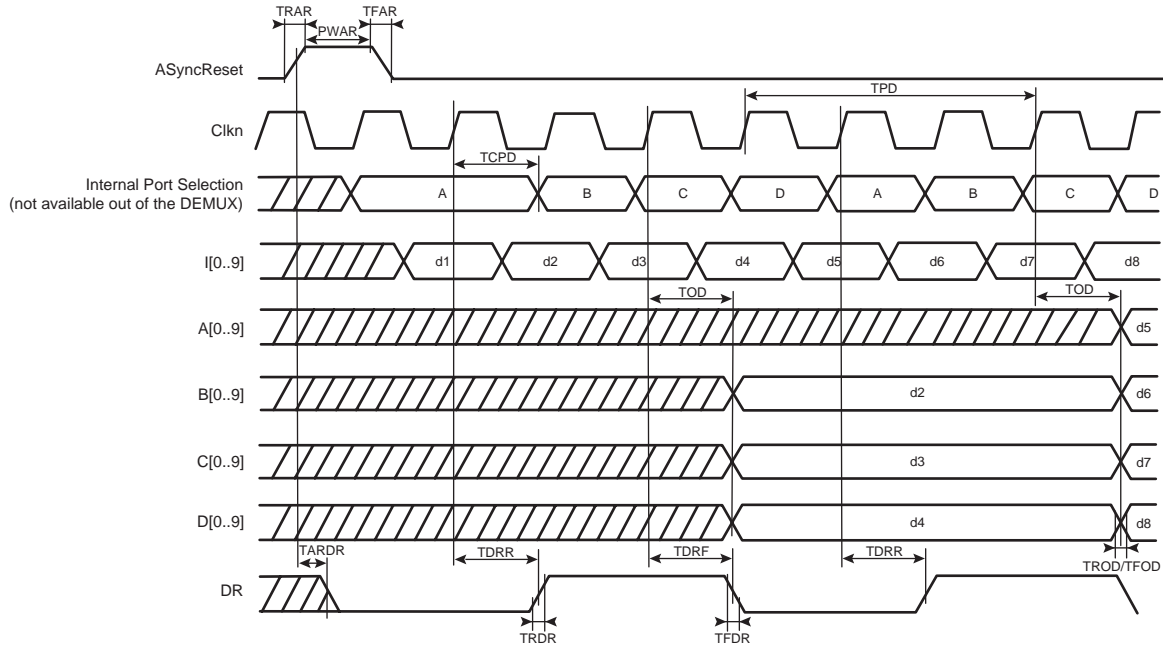 TRAR TFAR
PWAR
ASyncReset
TPD
Clkn
TCPD
Internal Port Selection
(not available out of the DEMUX)
A B C D A B C D
I[0..9] d1 d2 d3 d4 d5 d6 d7 d8
TOD TOD
A[0..9] d5
B[0..9] d2 d6
C[0..9] d3 d7
D[0..9] d4 d8
TARDR TDRR TDRF TDRR TROD/TFOD
DR
TRDR TFDR